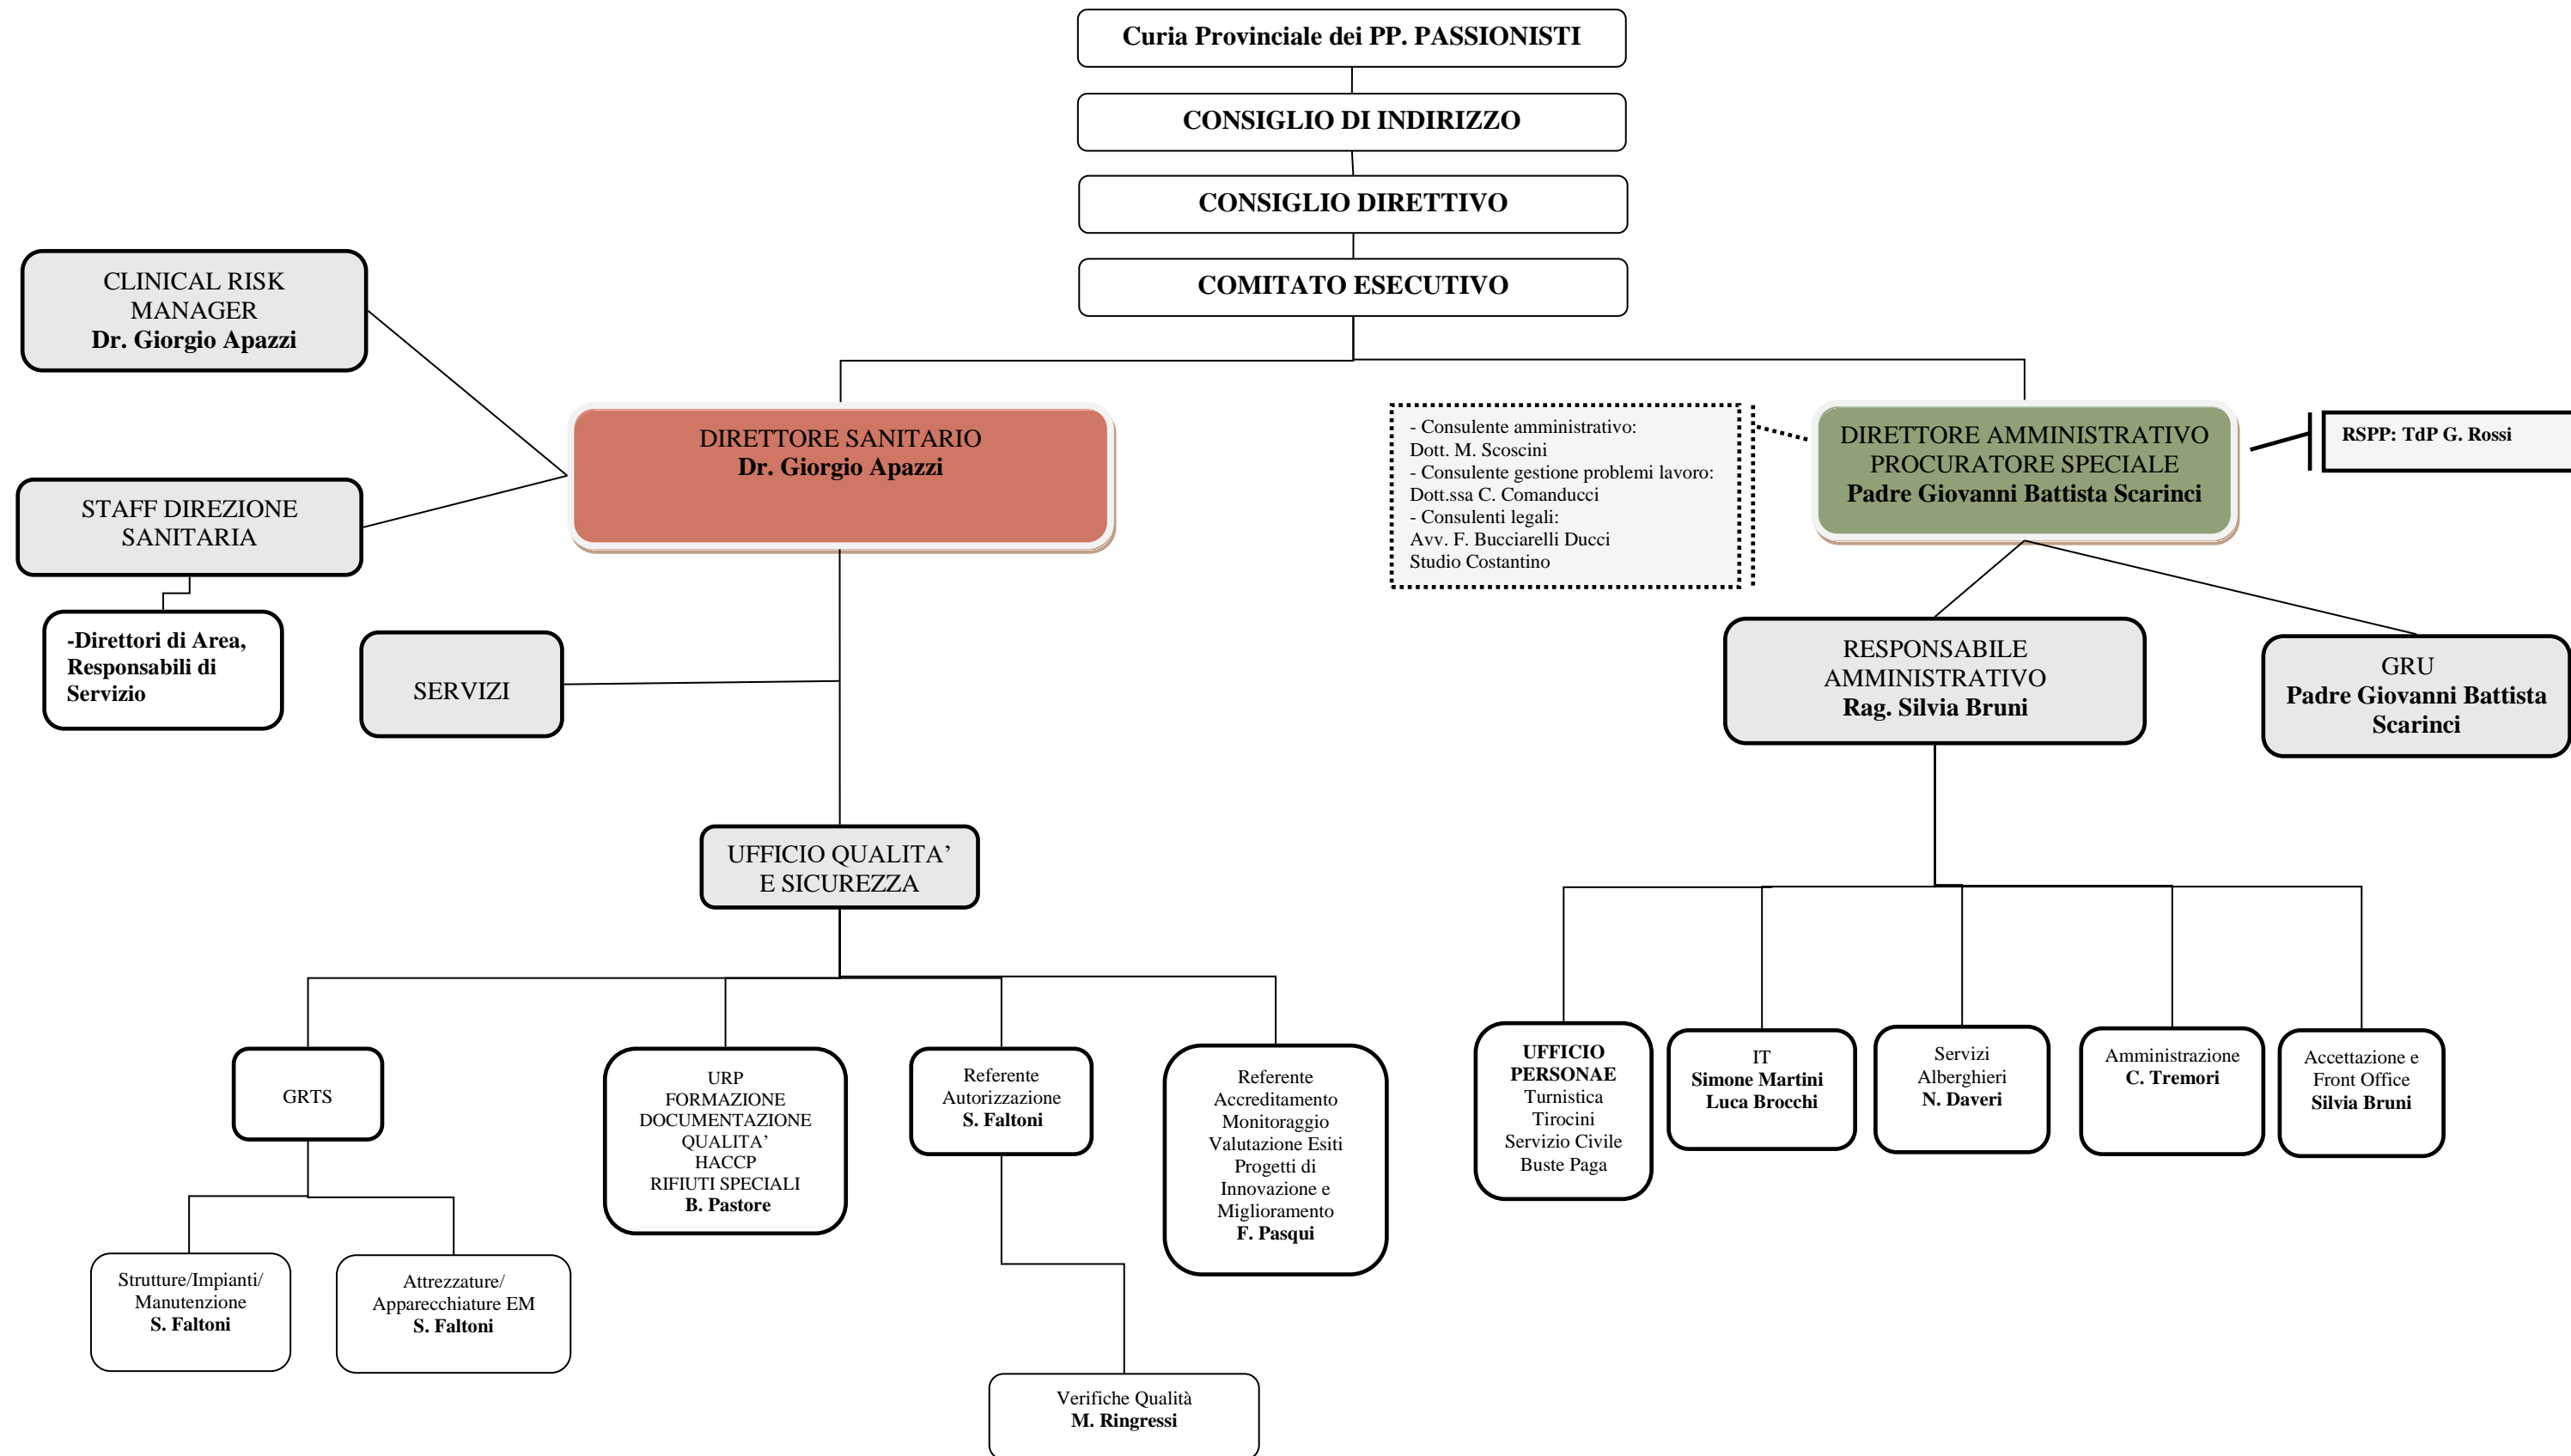 Curia Provinciale dei PP. PASSIONISTI
CONSIGLIO DI INDIRIZZO
CONSIGLIO DIRETTIVO
COMITATO ESECUTIVO
CLINICAL RISK
MANAGER
Dr. Giorgio Apazzi
STAFF DIREZIONE
SANITARIA
-Direttori di Area,
Responsabili di
Servizio
DIRETTORE SANITARIO
Dr. Giorgio Apazzi
SERVIZI
- Consulente amministrativo:
Dott. M. Scoscini
- Consulente gestione problemi lavoro:
Dott.ssa C. Comanducci
- Consulenti legali:
Avv. F. Bucciarelli Ducci
Studio Costantino
DIRETTORE AMMINISTRATIVO
PROCURATORE SPECIALE
Padre Giovanni Battista Scarinci
RSPP: TdP G. Rossi
RESPONSABILE
AMMINISTRATIVO
Rag. Silvia Bruni
GRU
Padre Giovanni Battista
Scarinci
UFFICIO QUALITA’
E SICUREZZA
GRTS
URP
FORMAZIONE
DOCUMENTAZIONE
QUALITA’
HACCP
RIFIUTI SPECIALI
B. Pastore
Referente
Autorizzazione
S. Faltoni
Referente
Accreditamento
Monitoraggio
Valutazione Esiti
Progetti di
Innovazione e
Miglioramento
F. Pasqui
UFFICIO
PERSONAE
Turnistica
Tirocini
Servizio Civile
Buste Paga
IT
Simone Martini
Luca Brocchi
Servizi
Alberghieri
N. Daveri
Amministrazione
C. Tremori
Accettazione e
Front Office
Silvia Bruni
Strutture/Impianti/
Manutenzione
S. Faltoni
Attrezzature/
Apparecchiature EM
S. Faltoni
Verifiche Qualità
M. Ringressi